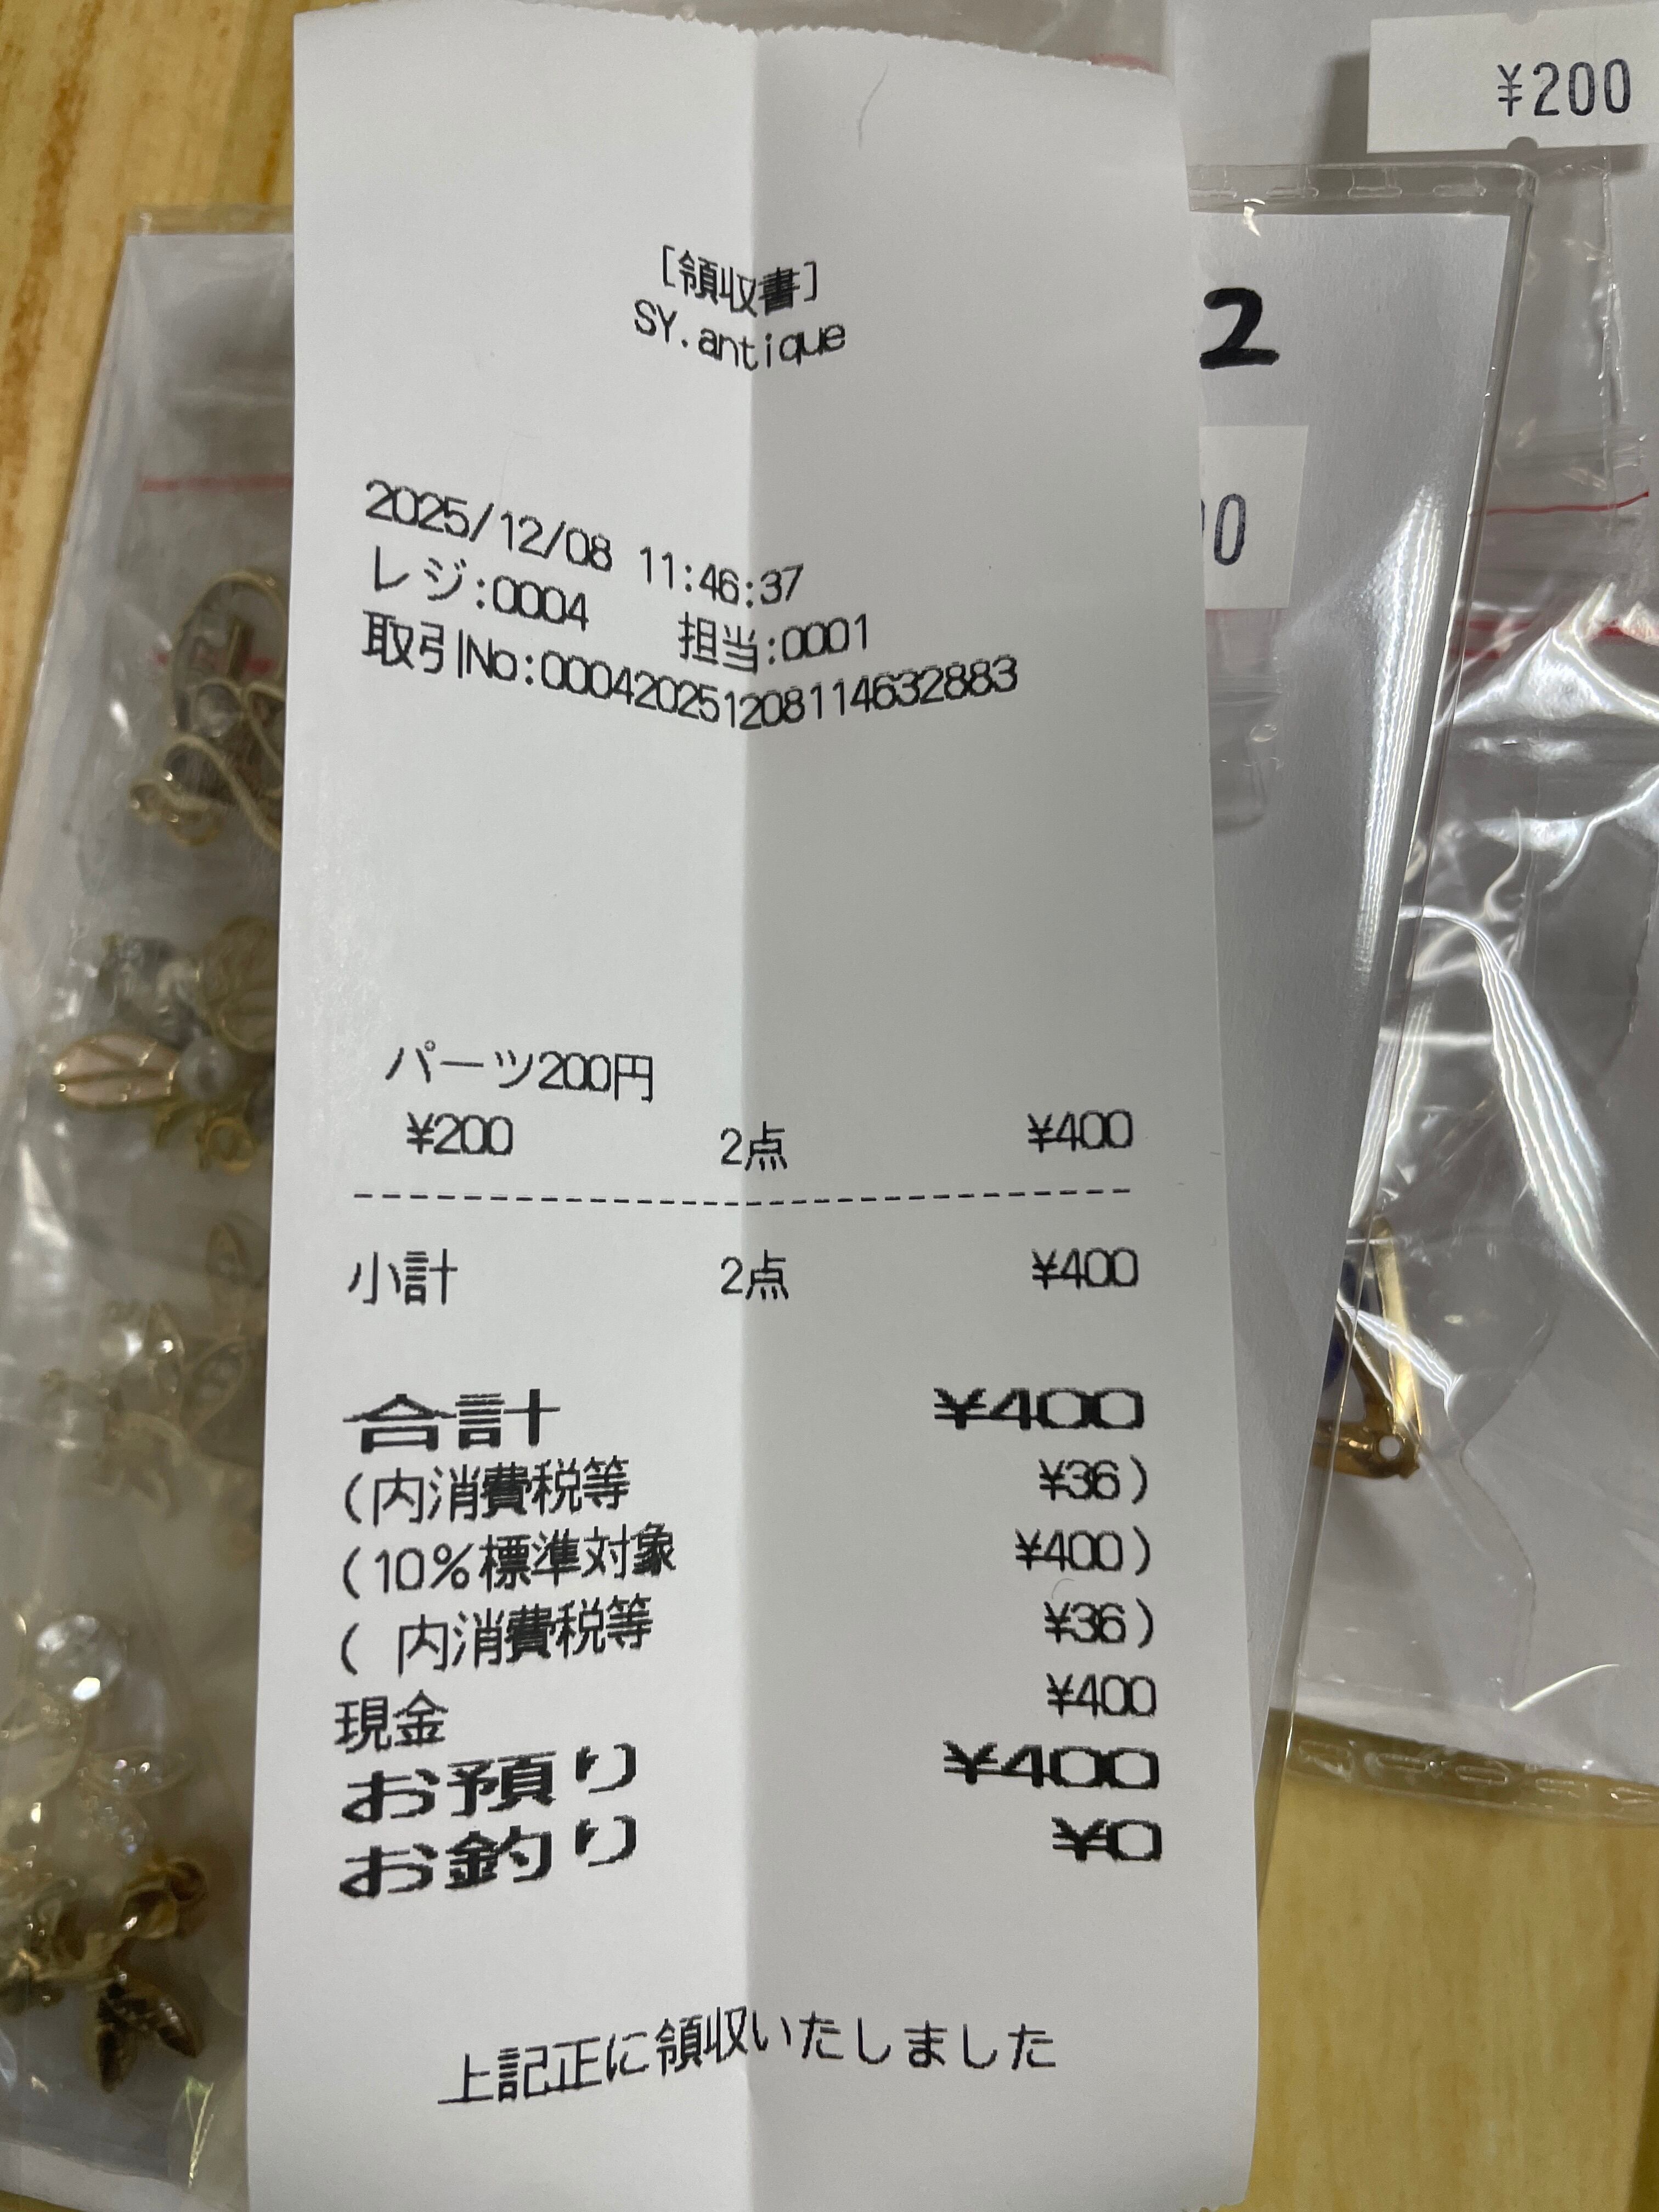 ¥200
2
[領収書]
SY.antique
2025/12/08 11:46:37
レジ:0004 担当:0001
取引No:00042025120811463​2883
パーツ200円
¥200 2点 ¥400
小計 2点 ¥400
合計 ¥400
(内消費税等 ¥36)
(10%標準対象 ¥400)
( 内消費税等 ¥36)
現金 ¥400
お預り ¥400
お釣り ¥0
上記正に領収いたしました